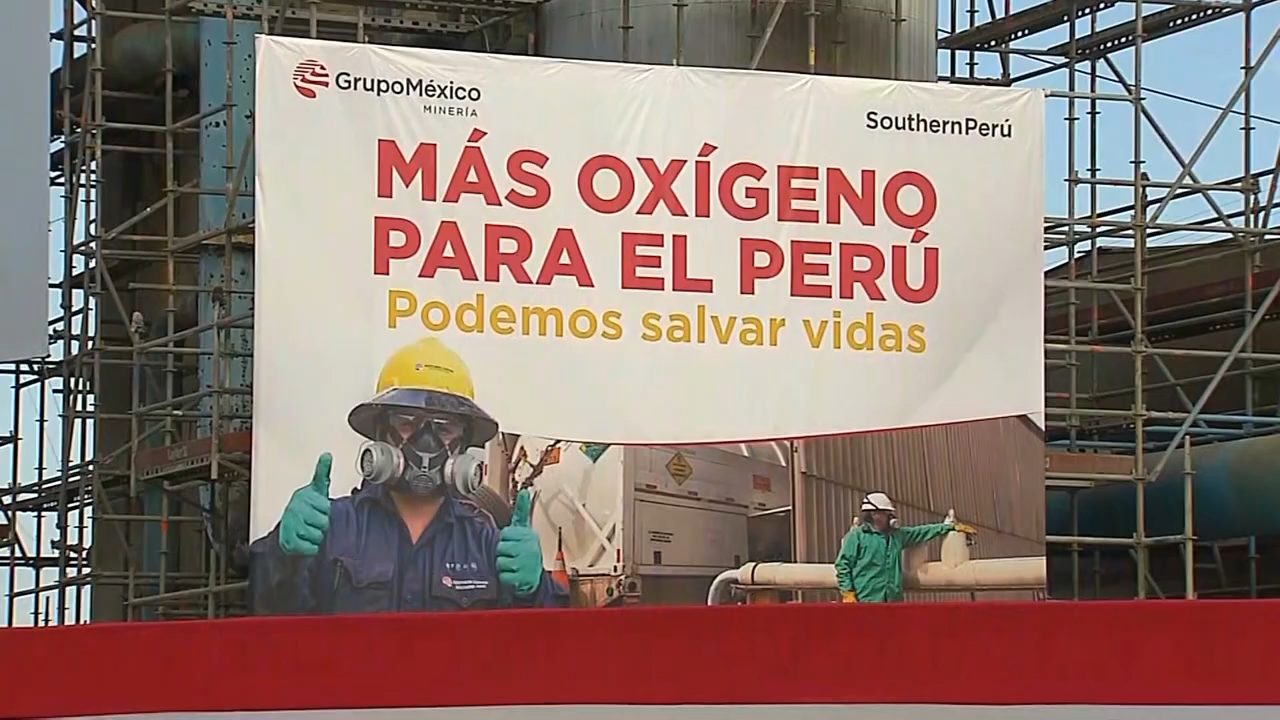 GrupoMéxico
MINERÍA
SouthernPerú
MÁS OXÍGENO
PARA EL PERÚ
Podemos salvar vidas